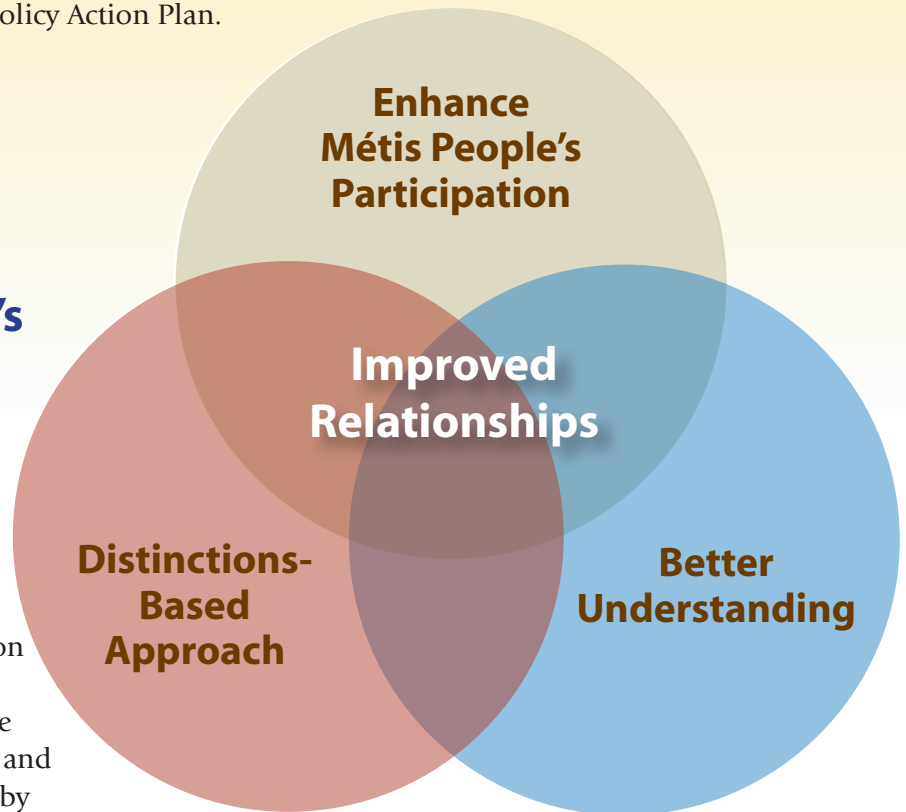 olicy Action Plan.
Enhance
Métis People’s
Participation
’s
Improved
Relationships
Distinctions-
Based
Approach
Better
Understanding
on
e
and
by